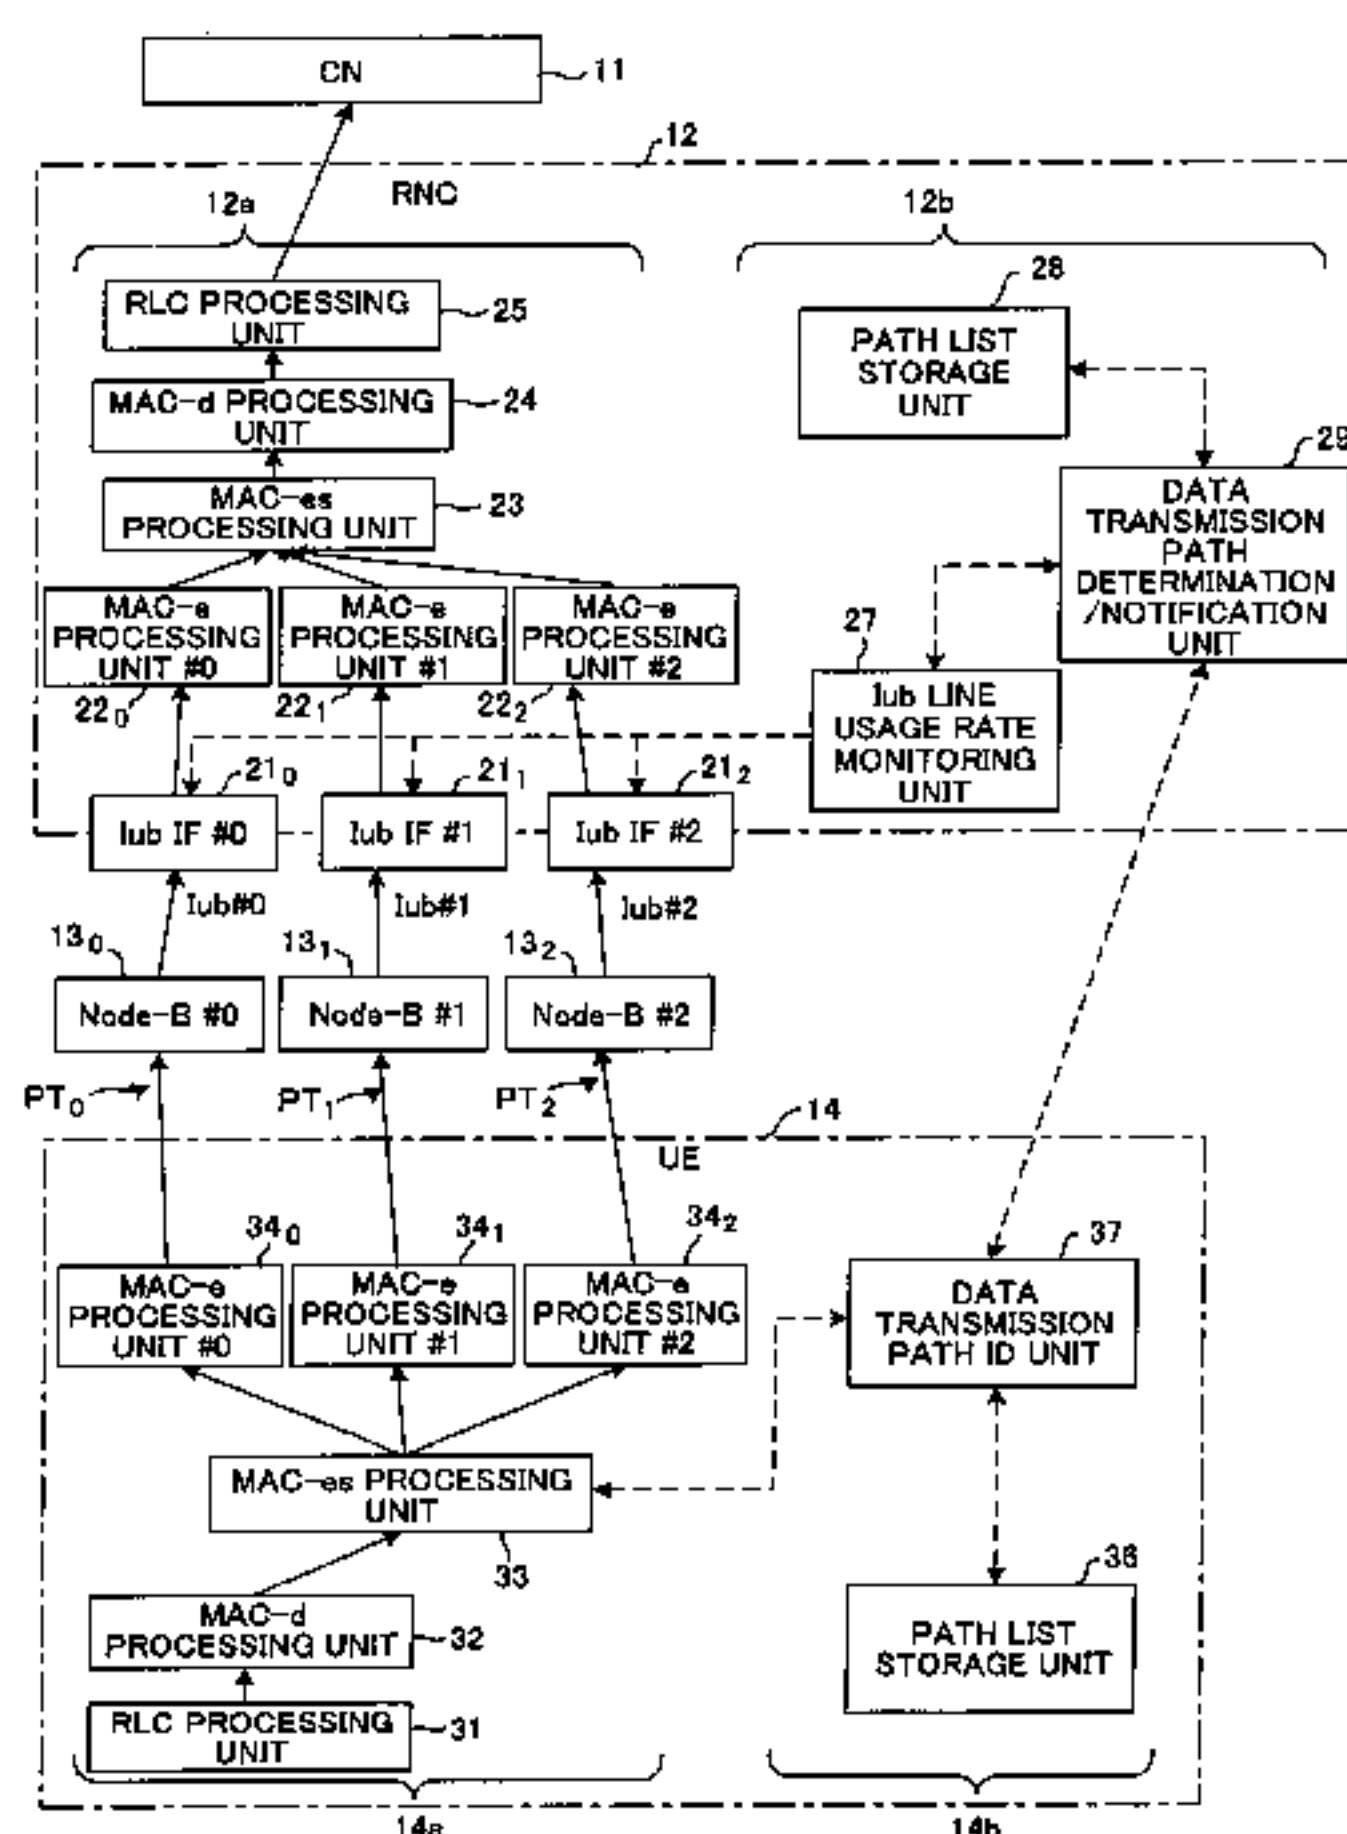 CN
11
12
RNC
12a
12b
28
RLC PROCESSING
UNIT
25
PATH LIST
STORAGE
UNIT
MAC-d PROCESSING
UNIT
24
29
MAC-es
PROCESSING UNIT
23
DATA
TRANSMISSION
PATH
DETERMINATION
/NOTIFICATION
UNIT
MAC-e
PROCESSING
UNIT #0
MAC-e
PROCESSING
UNIT #1
MAC-e
PROCESSING
UNIT #2
27
22₀
22₁
22₂
Iub LINE
USAGE RATE
MONITORING
UNIT
21₀
21₁
21₂
Iub IF #0
Iub IF #1
Iub IF #2
Iub#0
Iub#1
Iub#2
13₀
13₁
13₂
Node-B #0
Node-B #1
Node-B #2
PT₀
PT₁
PT₂
14
UE
34₀
34₁
34₂
37
MAC-e
PROCESSING
UNIT #0
MAC-e
PROCESSING
UNIT #1
MAC-e
PROCESSING
UNIT #2
DATA
TRANSMISSION
PATH ID UNIT
MAC-es PROCESSING
UNIT
33
36
MAC-d
PROCESSING UNIT
32
PATH LIST
STORAGE UNIT
RLC PROCESSING
UNIT
31
14a
14b